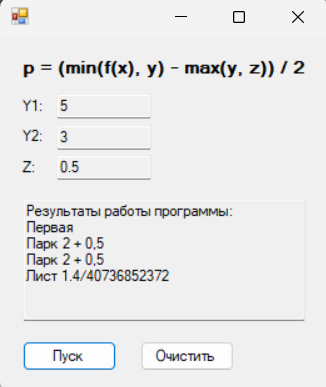 p = (min(f(x), y) - max(y, z)) / 2
Y1: 5
Y2: 3
Z: 0.5
Результаты работы программы:
Первая
Парк 2 + 0,5
Парк 2 + 0,5
Лист 1.4/40736852372
Пуск Очистить